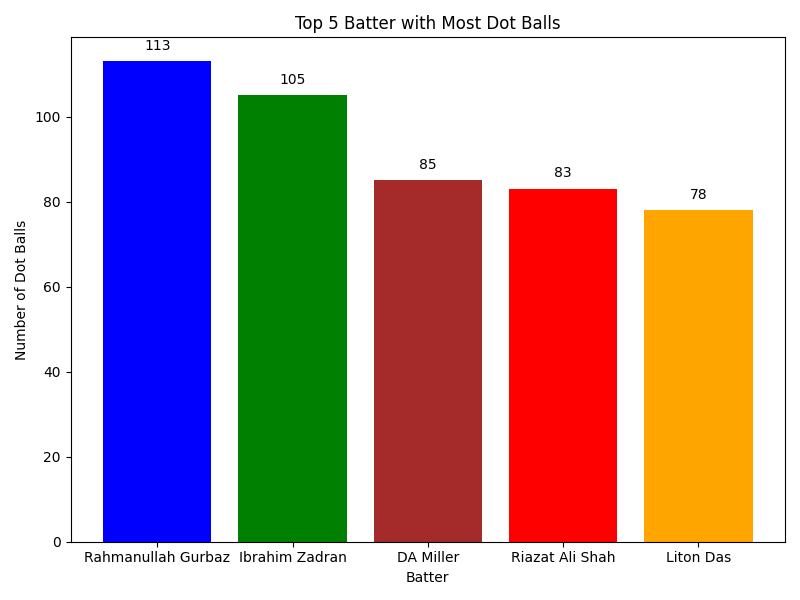 Top 5 Batter with Most Dot Balls
113
105
85
83
78
100
80
60
40
20
0
Number of Dot Balls
Rahmanullah Gurbaz
Ibrahim Zadran
DA Miller
Riazat Ali Shah
Liton Das
Batter